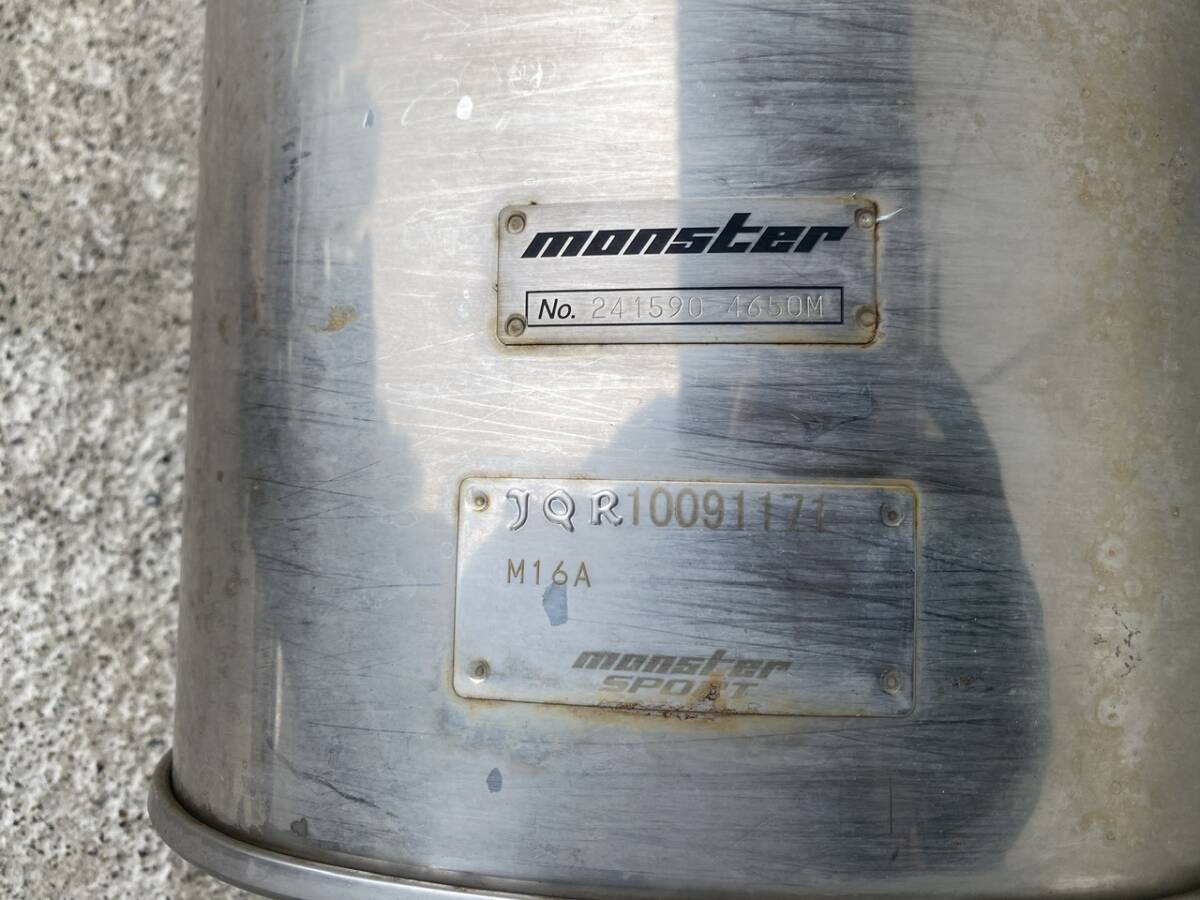 monster
No. 241590 4650M
JQR10091171
M16A
monster
SPORT